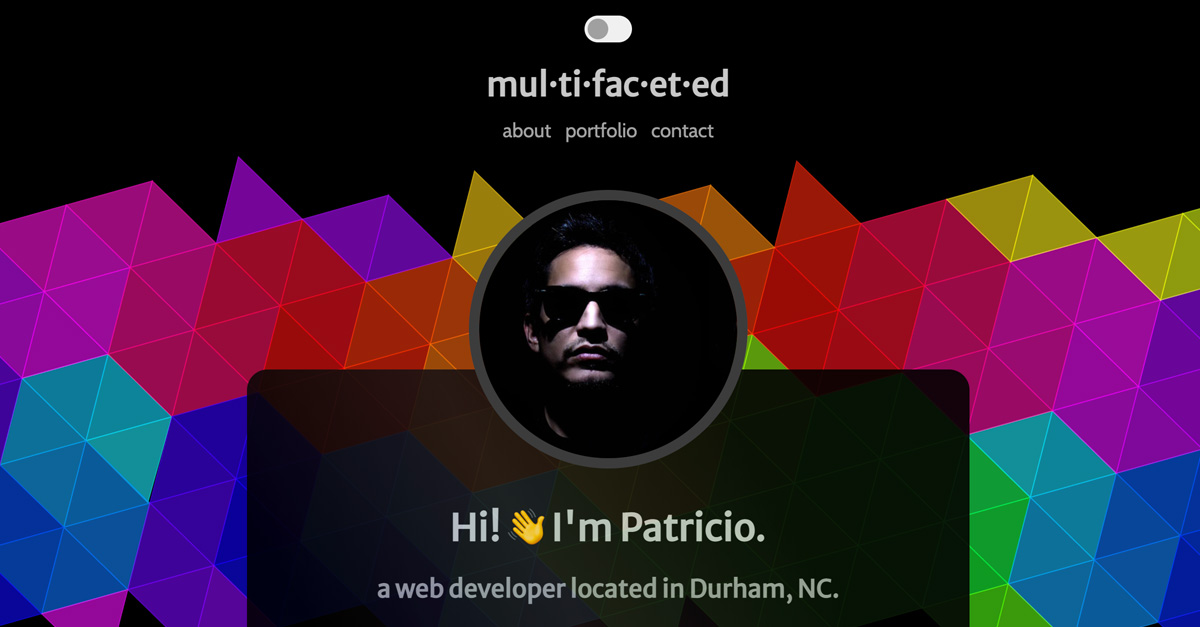 mul·ti·fac·et·ed
about portfolio contact
Hi! 👋 I'm Patricio.
a web developer located in Durham, NC.